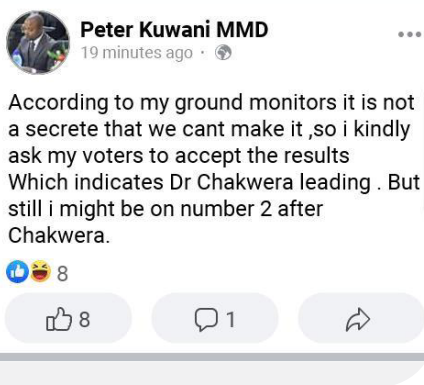 Peter Kuwani MMD
19 minutes ago ·
According to my ground monitors it is not
a secrete that we cant make it ,so i kindly
ask my voters to accept the results
Which indicates Dr Chakwera leading . But
still i might be on number 2 after
Chakwera.
8
8 1